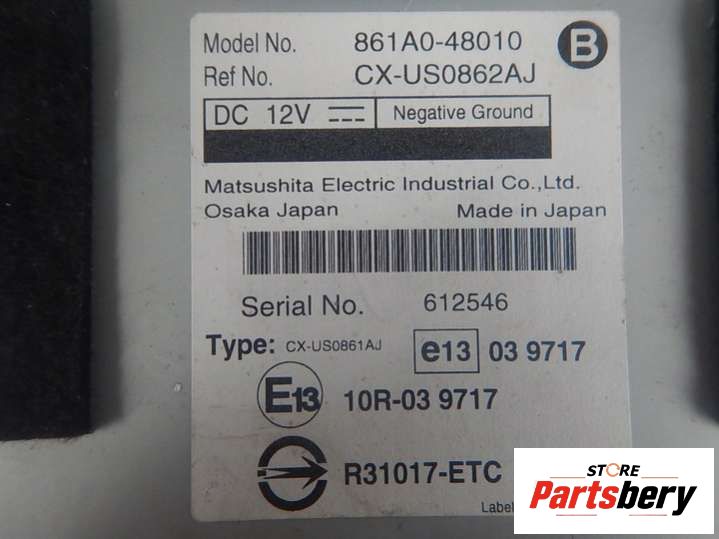 Model No. 861A0-48010 B
Ref No. CX-US0862AJ
DC 12V Negative Ground
Matsushita Electric Industrial Co.,Ltd.
Osaka Japan Made in Japan
Serial No. 612546
Type: CX-US0861AJ e13 03 9717
E13 10R-03 9717
R31017-ETC
Label
STORE
Partsbery